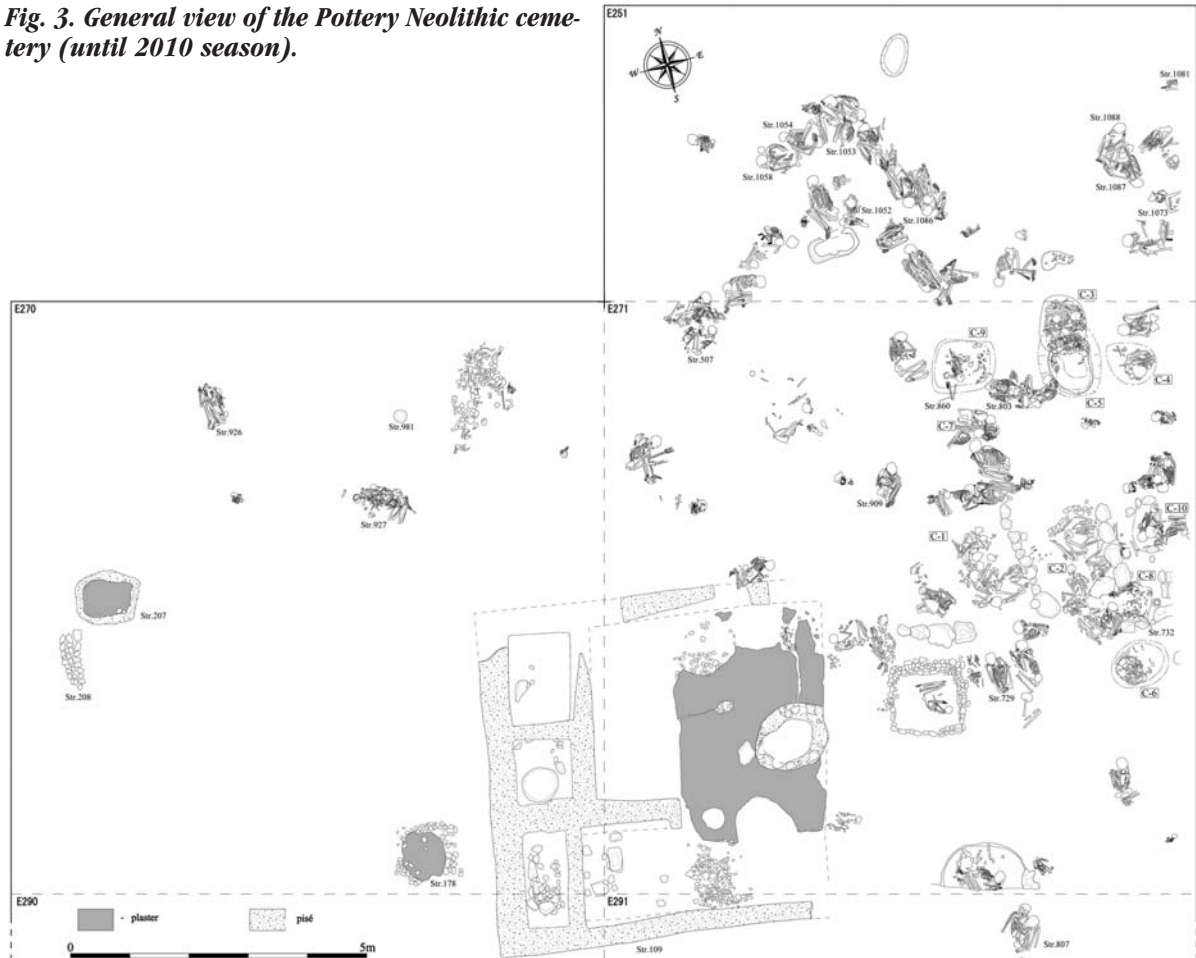 Fig. 3. General view of the Pottery Neolithic ceme-
tery (until 2010 season).
E251
N
E
W
S
Str.1081
Str.1054
Str.1088
Str.1053
Str.1058
Str.1087
Str.1052
Str.1073
Str.1086
E270
E271
C-3
Str.507
C-9
C-4
Str.860
Str.803
C-5
Str.926
Str.981
C-7
Str.927
Str.909
C-10
C-1
C-2
C-8
Str.207
Str.732
Str.208
Str.729
C-6
Str.178
E290
E291
- plaster
pisé
Str.807
0
5m
Str.109